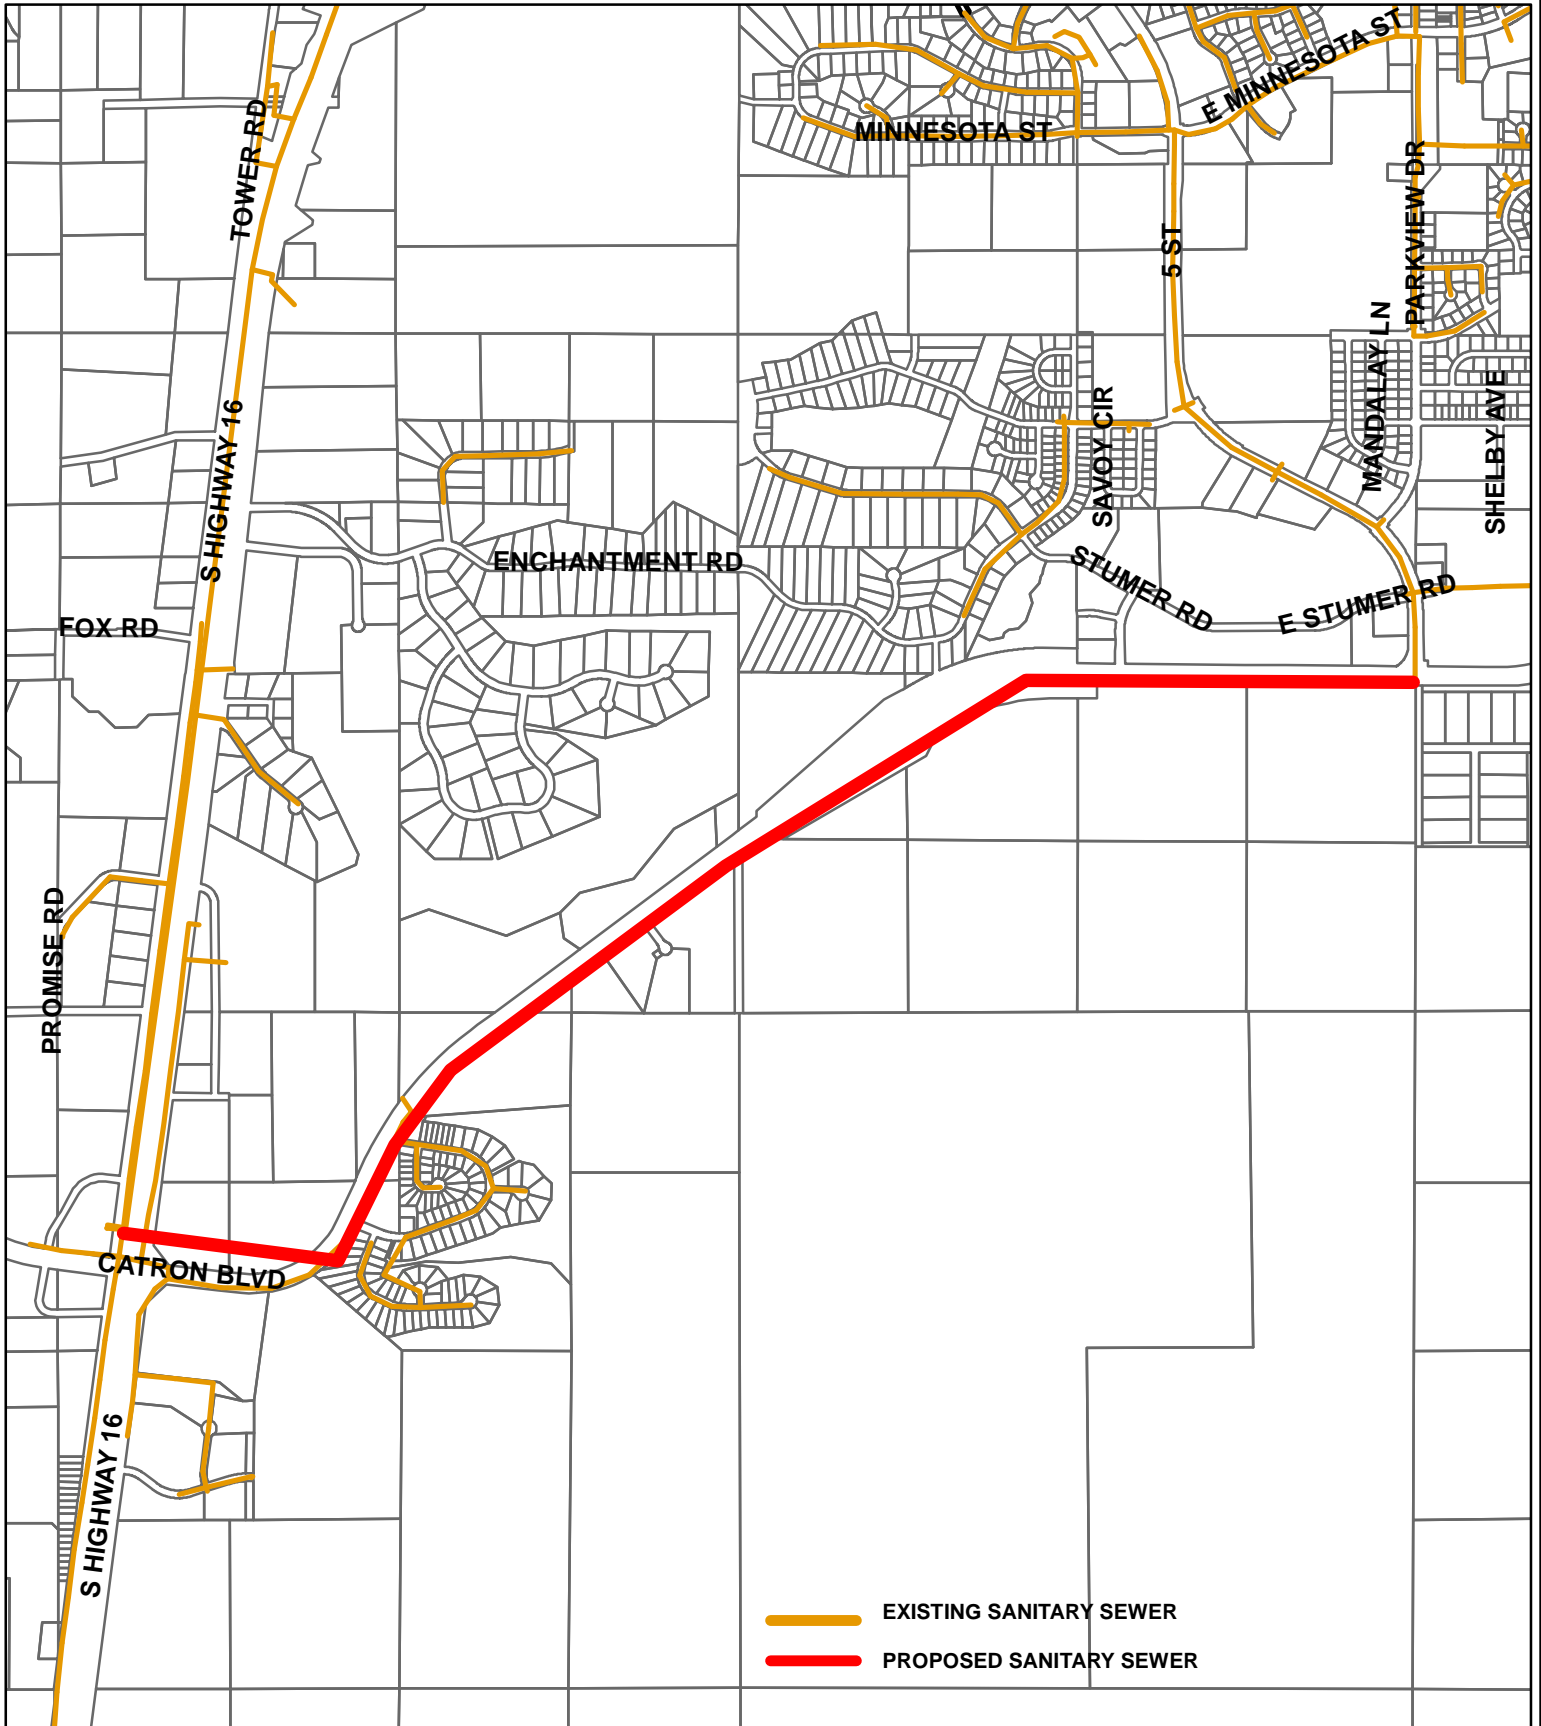 E MINNESOTA ST
MINNESOTA ST
TOWER RD
5 ST
PARKVIEW DR
MANDALAY LN
SHELBY AVE
SAVOY CIR
S HIGHWAY 16
ENCHANTMENT RD
STUMER RD
E STUMER RD
FOX RD
PROMISE RD
CATRON BLVD
S HIGHWAY 16
EXISTING SANITARY SEWER
PROPOSED SANITARY SEWER